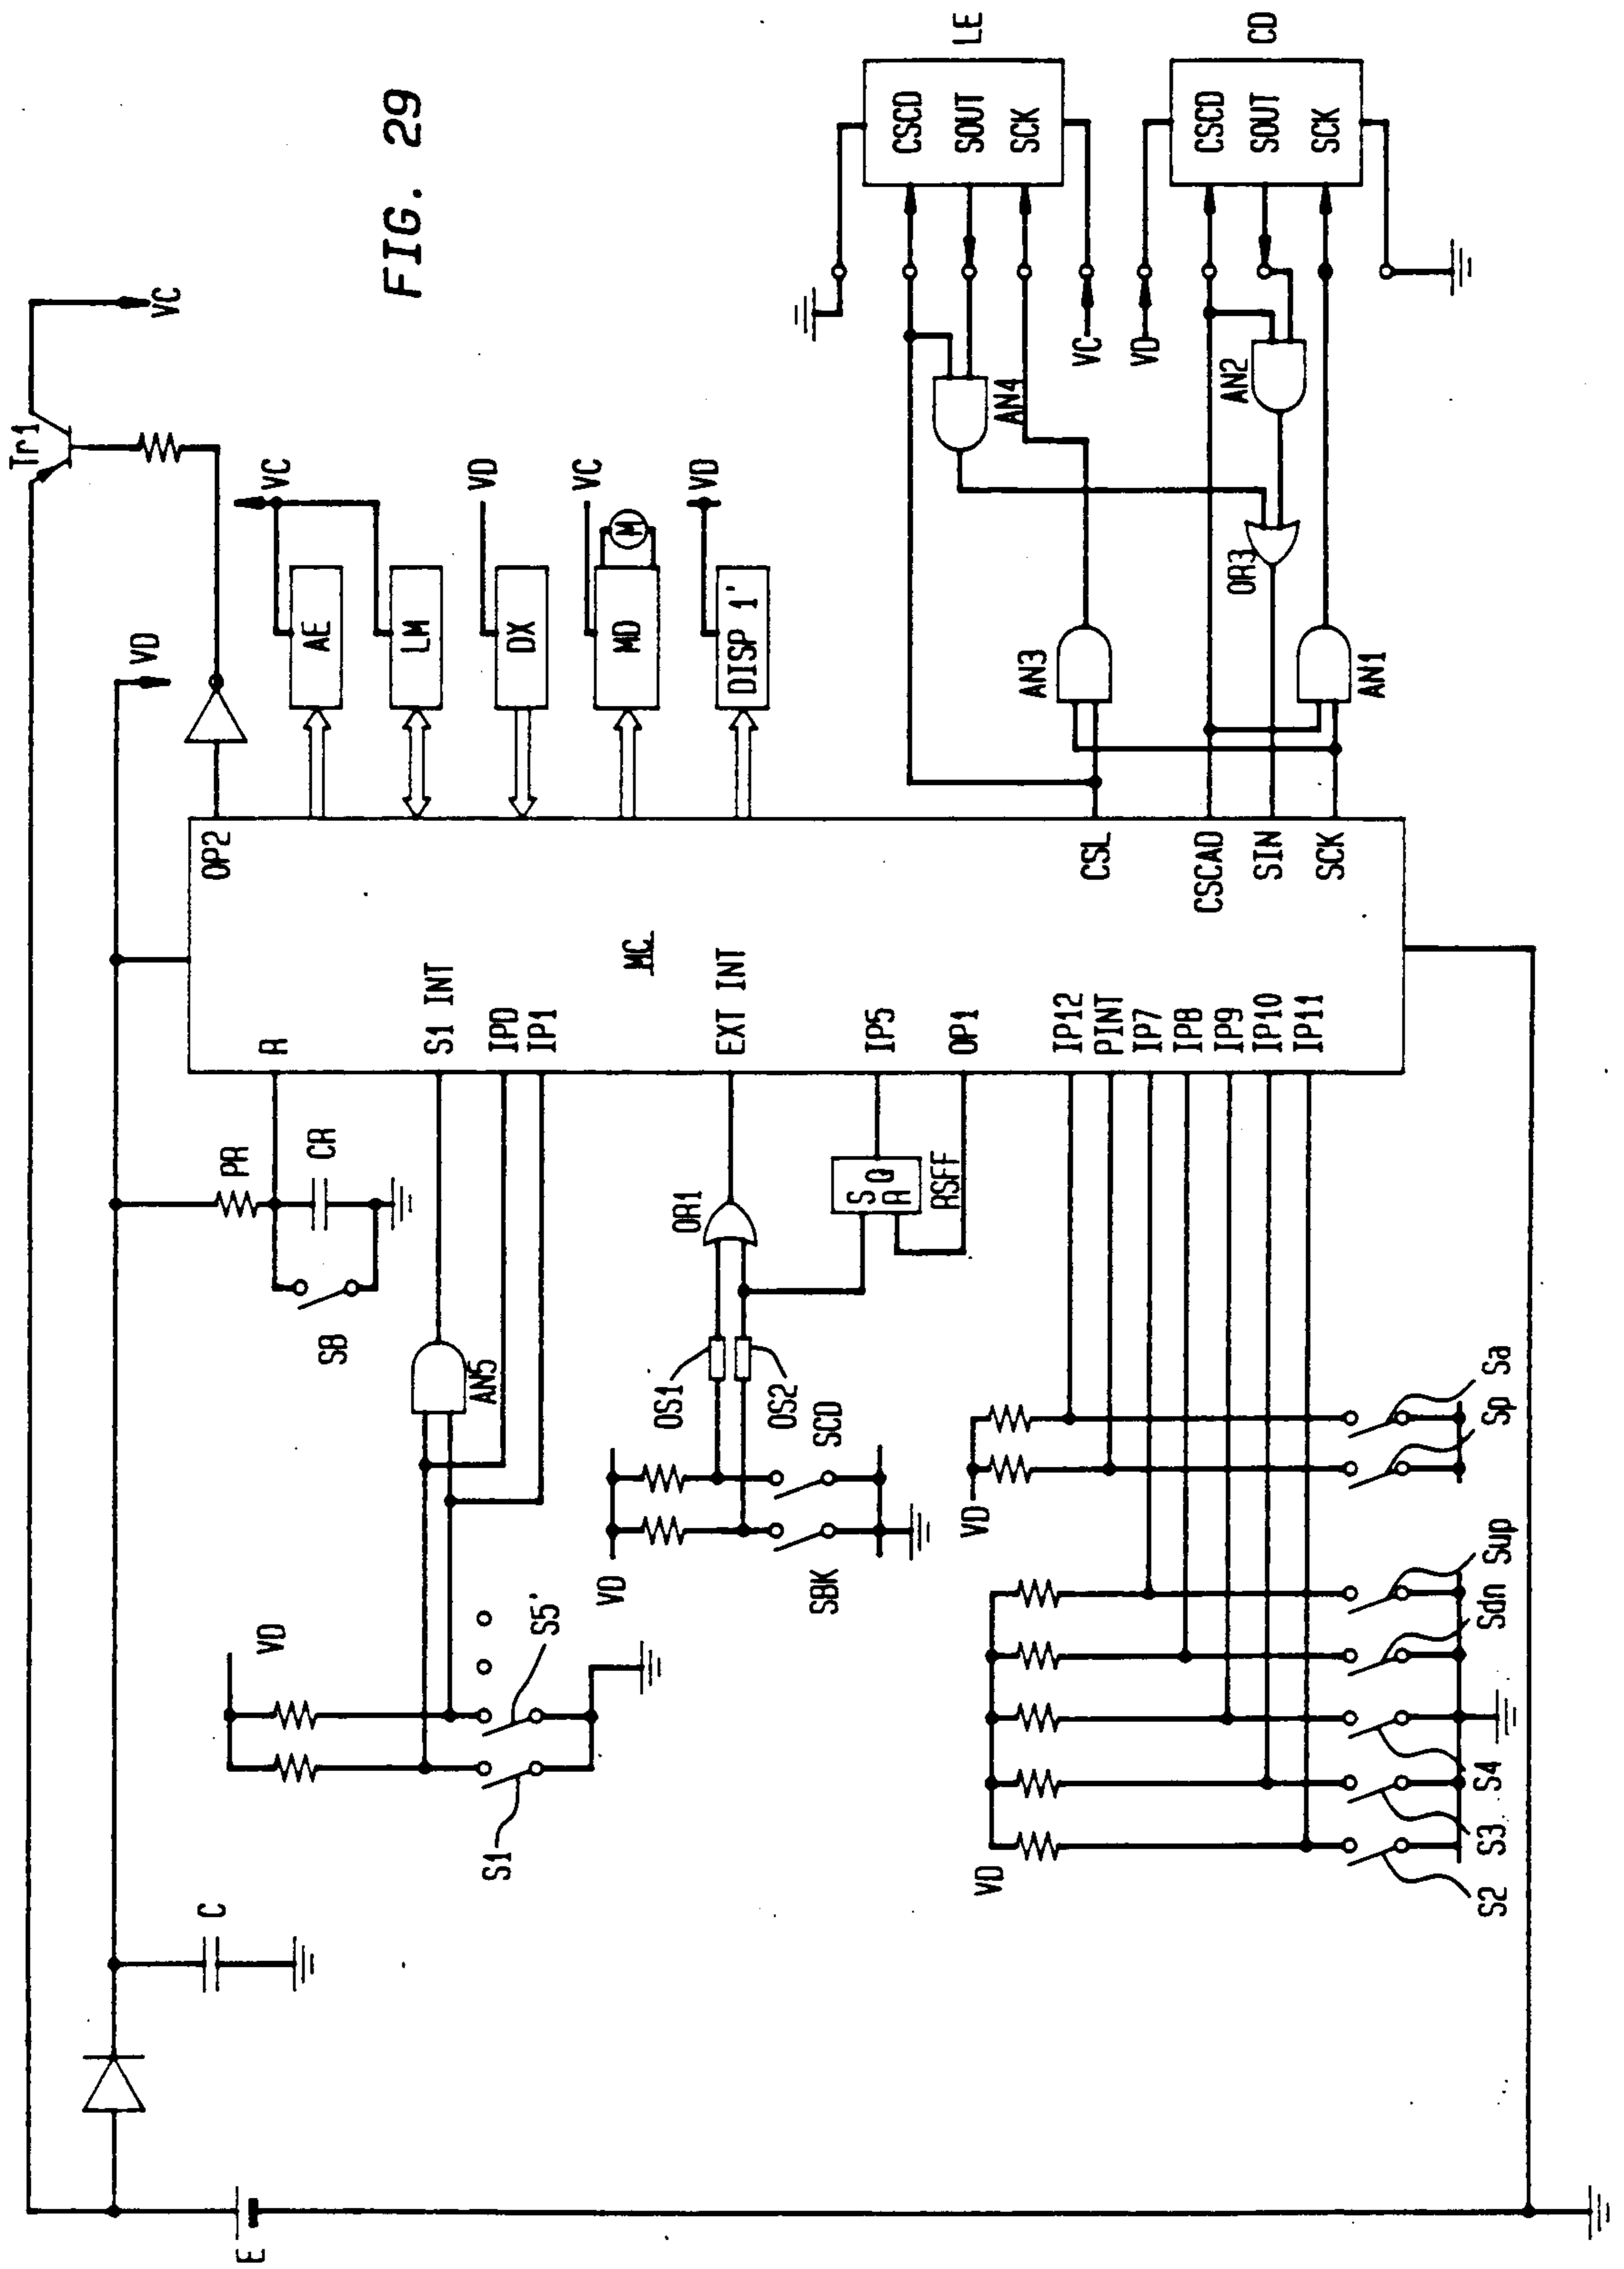 FIG. 29
Tr1
VC
VD
E
C
PR
CR
SB
R
OP2
MC
S1 INT
IP0
IP1
EXT INT
IP5
OP1
IP12
PINT
IP7
IP8
IP9
IP10
IP11
CSL
CSCAD
SIN
SCK
AE
VC
LM
DX
VD
MD
M
VC
DISP 1'
VD
AN5
VD
S1
S5'
OR1
OS1
OS2
VD
SCD
SBK
S Q
R
RSFF
VD
Sa
Sp
VD
Sup
Sdn
S4
S3
S2
AN3
AN4
AN1
AN2
OR3
VC
VD
CSCD
SOUT
SCK
LE
CSCD
SOUT
SCK
CD